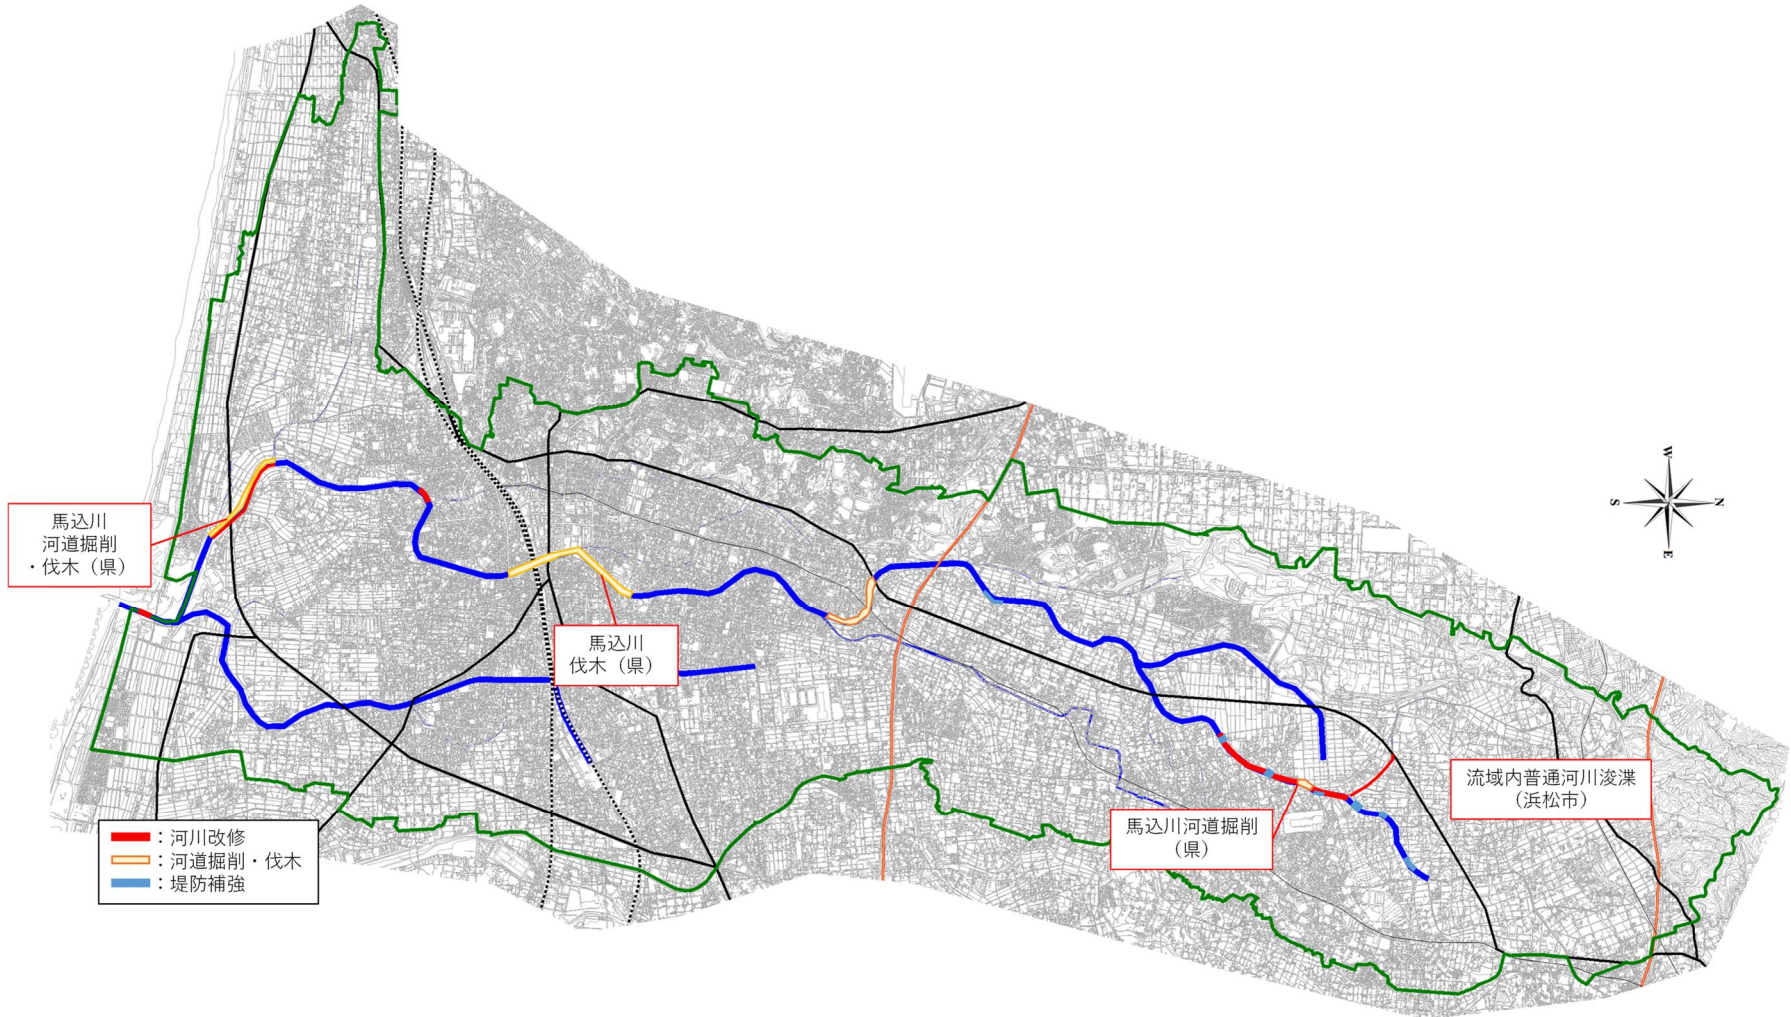 馬込川
河道掘削
・伐木（県）
馬込川
伐木（県）
馬込川河道掘削
（県）
流域内普通河川浚渫
（浜松市）
：河川改修
：河道掘削・伐木
：堤防補強
W
S
N
E